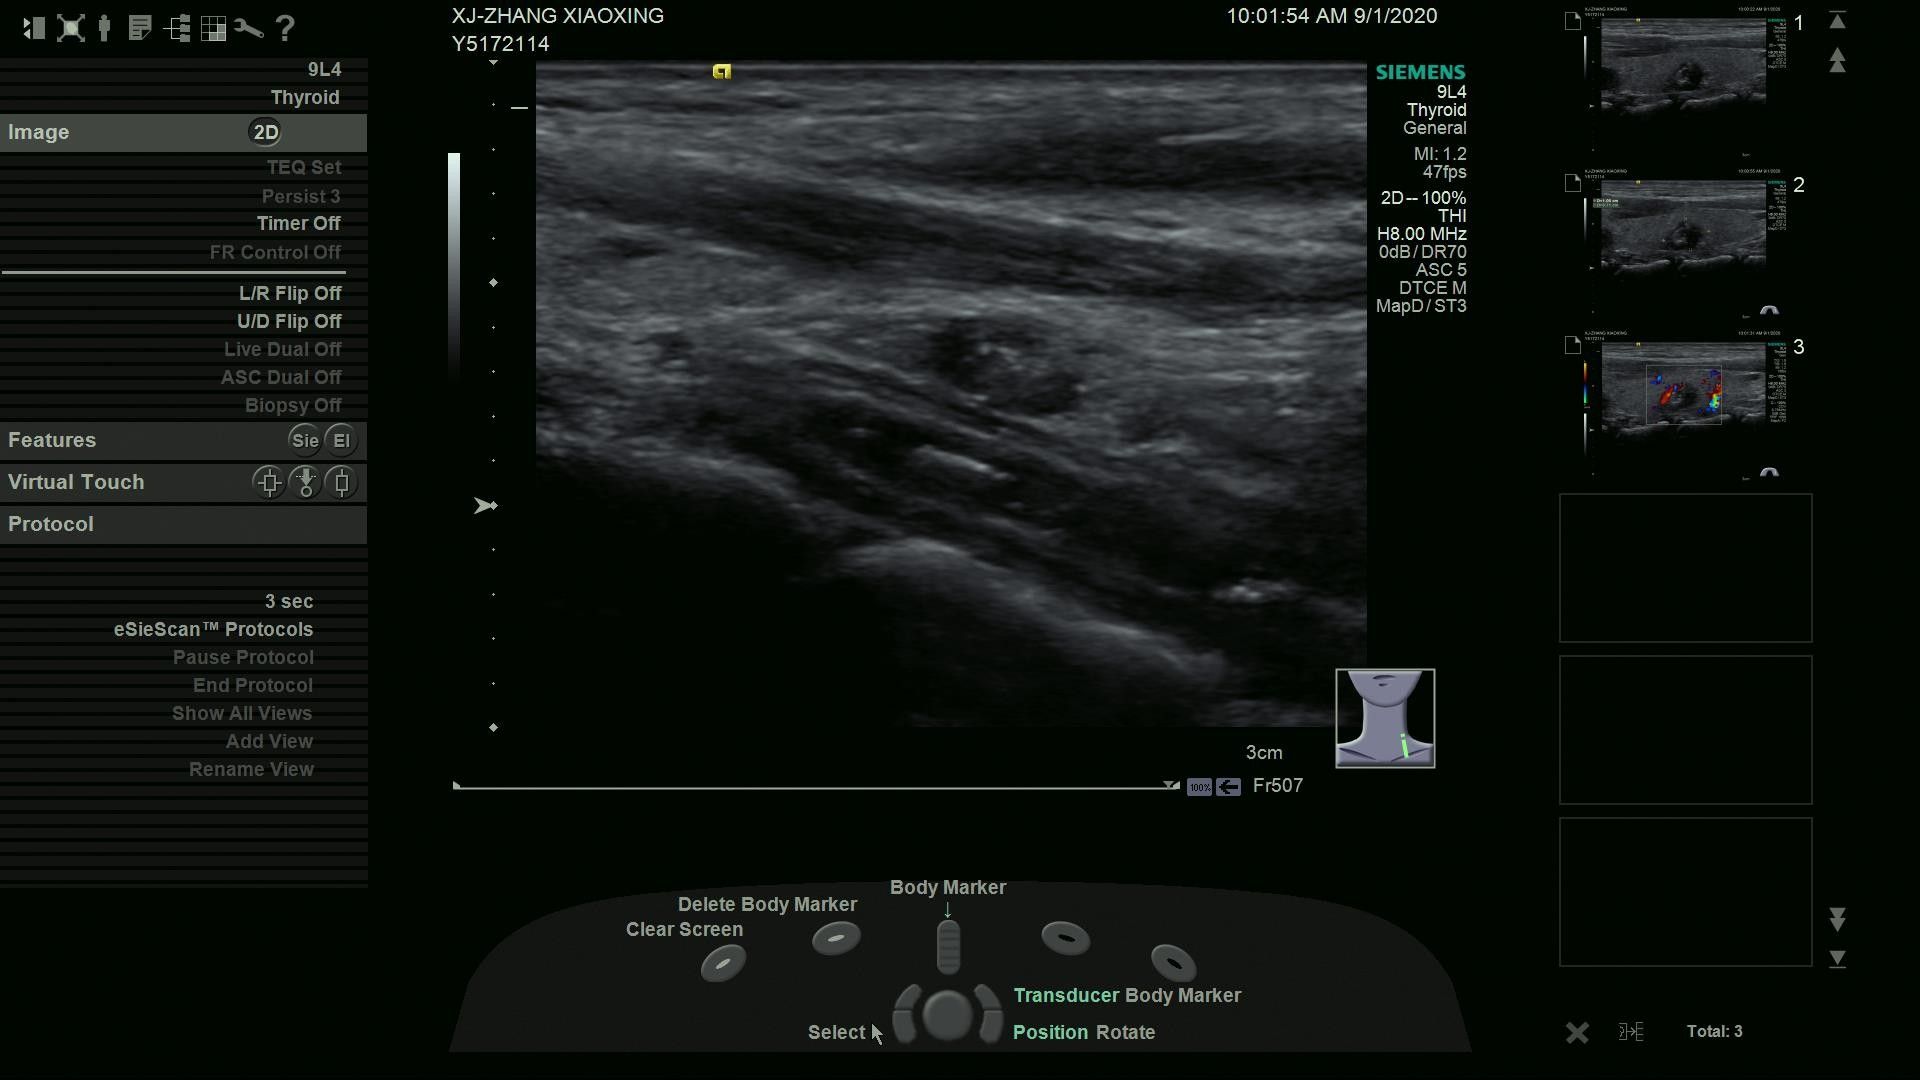 XJ-ZHANG XIAOXING
10:01:54 AM 9/1/2020
Y5172114
9L4
Thyroid
Image
2D
TEQ Set
Persist 3
Timer Off
FR Control Off
L/R Flip Off
U/D Flip Off
Live Dual Off
ASC Dual Off
Biopsy Off
Features
Sie
El
Virtual Touch
Protocol
3 sec
eSieScan™ Protocols
Pause Protocol
End Protocol
Show All Views
Add View
Rename View
SIEMENS
9L4
Thyroid
General
MI: 1.2
47fps
2D--100%
THI
H8.00 MHz
0dB/DR70
ASC 5
DTCE M
MapD/ST3
3cm
100%
Fr507
Body Marker
Delete Body Marker
Clear Screen
Transducer Body Marker
Select
Position Rotate
1
2
3
Total: 3